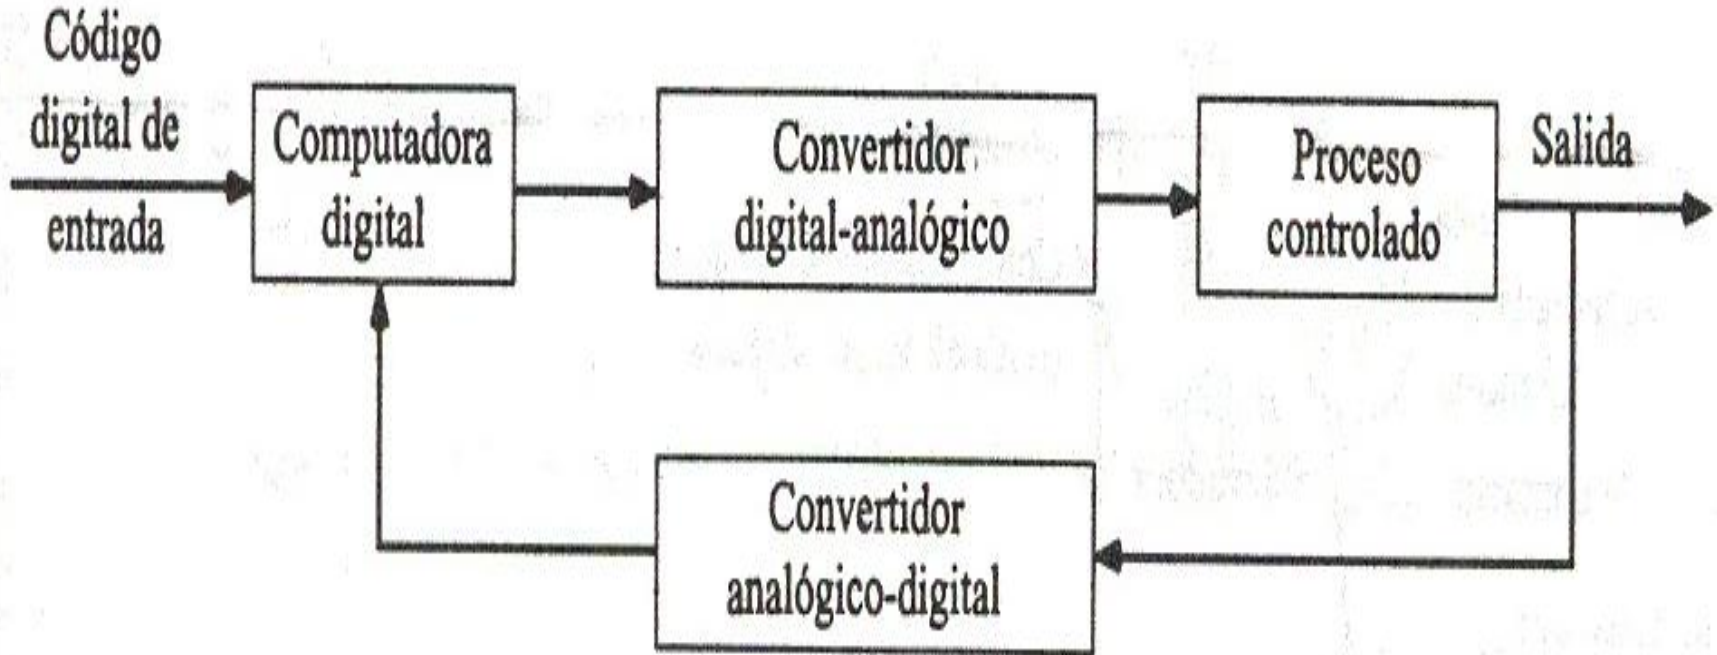 Código
digital de
entrada
Computadora
digital
Convertidor
digital-analógico
Proceso
controlado
Salida
Convertidor
analógico-digital